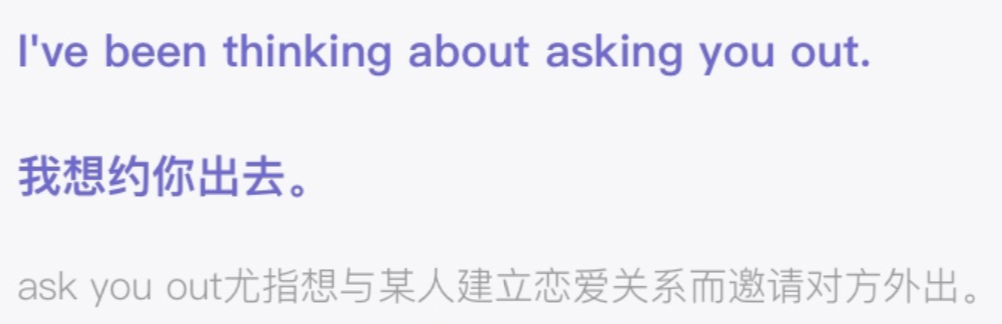 I've been thinking about asking you out.
我想约你出去。
ask you out尤指想与某人建立恋爱关系而邀请对方外出。